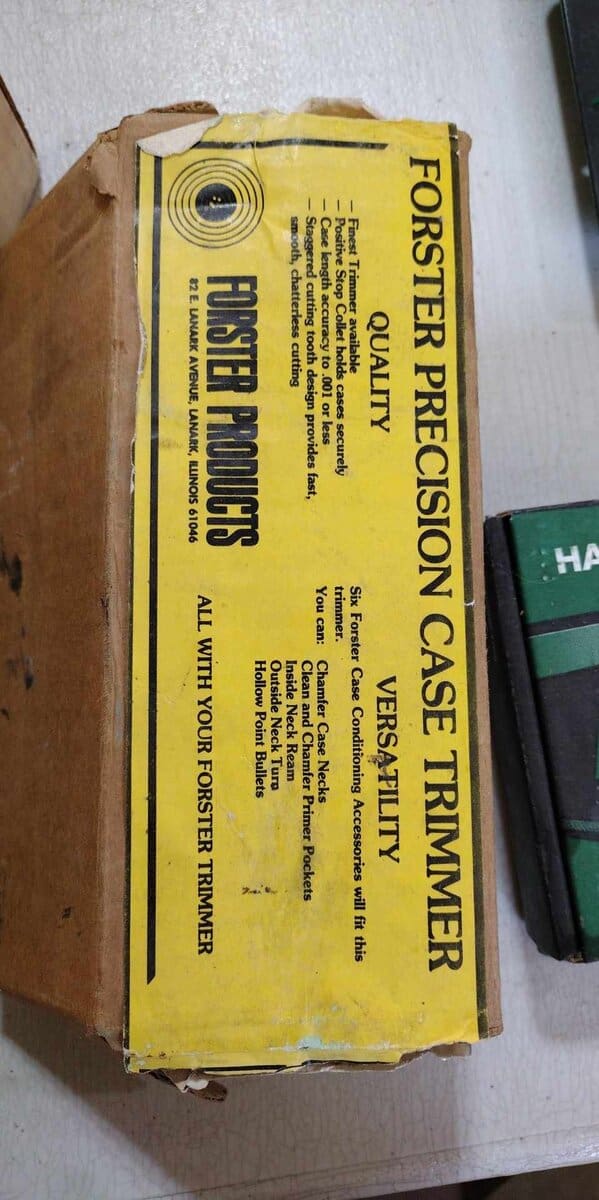 FORSTER PRECISION CASE TRIMMER
QUALITY
— Finest Trimmer available
— Positive Stop Collet holds cases securely
— Case length accuracy to .001 or less
— Staggered cutting tooth design provides fast,
smooth, chatterless cutting
VERSATILITY
Six Forster Case Conditioning Accessories will fit this
trimmer.
You can: Chamfer Case Necks
Clean and Chamfer Primer Pockets
Inside Neck Ream
Outside Neck Turn
Hollow Point Bullets
FORSTER PRODUCTS
82 E. LANARK AVENUE, LANARK, ILLINOIS 61046
ALL WITH YOUR FORSTER TRIMMER
HA